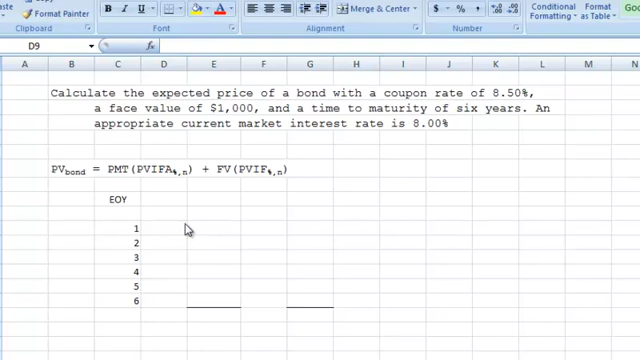 Paste
Format Painter
B I U
Merge & Center
$ % ,
Conditional Format
Formatting as Table
Clipboard
Font
Alignment
Number
D9
fx
A B C D E F G H I J K L M N
Calculate the expected price of a bond with a coupon rate of 8.50%,
a face value of $1,000, and a time to maturity of six years. An
appropriate current market interest rate is 8.00%
PVbond = PMT(PVIFA%,n) + FV(PVIF%,n)
EOY
1
2
3
4
5
6